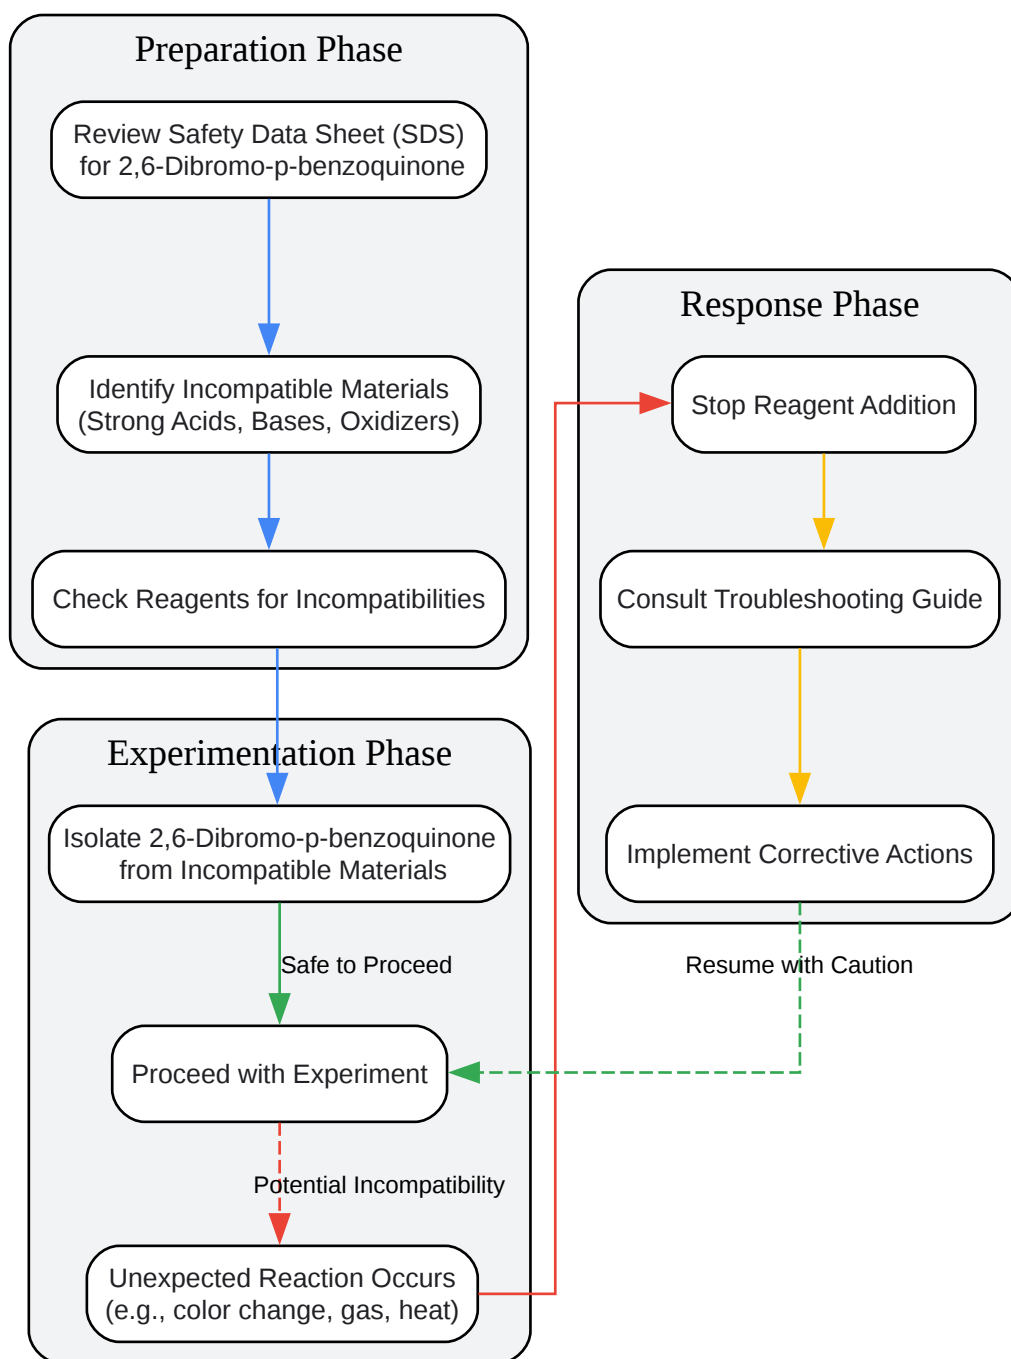 Preparation Phase
Review Safety Data Sheet (SDS)
for 2,6-Dibromo-p-benzoquinone
Identify Incompatible Materials
(Strong Acids, Bases, Oxidizers)
Check Reagents for Incompatibilities
Experimentation Phase
Isolate 2,6-Dibromo-p-benzoquinone
from Incompatible Materials
Safe to Proceed
Proceed with Experiment
Potential Incompatibility
Unexpected Reaction Occurs
(e.g., color change, gas, heat)
Response Phase
Stop Reagent Addition
Consult Troubleshooting Guide
Implement Corrective Actions
Resume with Caution